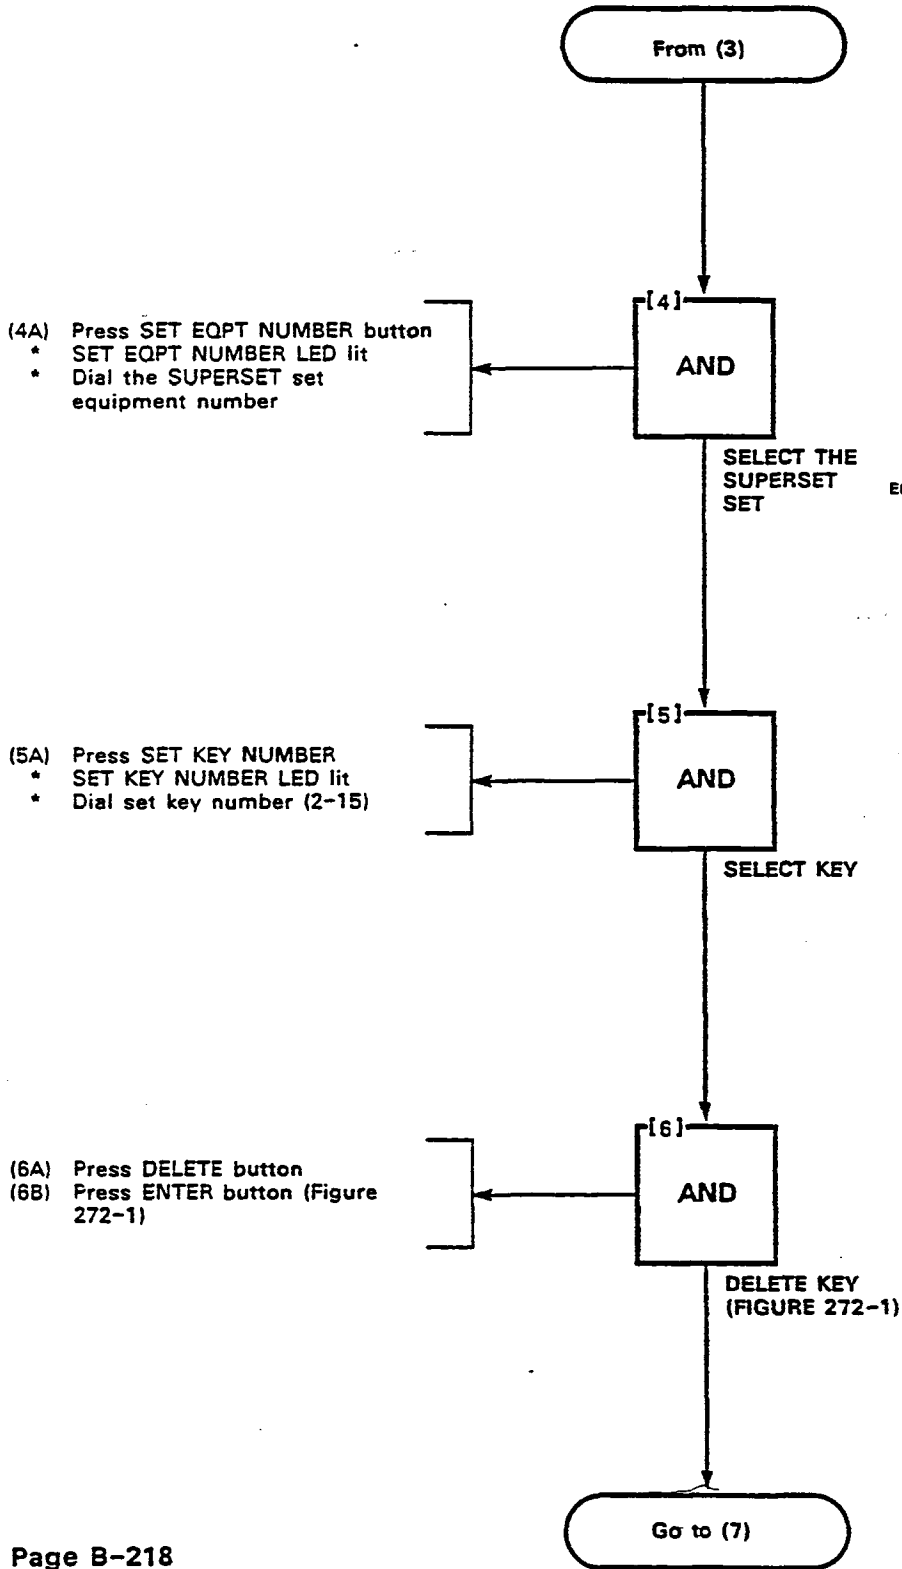 From (3)
[4]
(4A) Press SET EQPT NUMBER button
* SET EQPT NUMBER LED lit
* Dial the SUPERSET set
equipment number
AND
SELECT THE
SUPERSET
SET
[5]
(5A) Press SET KEY NUMBER
* SET KEY NUMBER LED lit
* Dial set key number (2-15)
AND
SELECT KEY
[6]
(6A) Press DELETE button
(6B) Press ENTER button (Figure
272-1)
AND
DELETE KEY
(FIGURE 272-1)
Go to (7)
Page B-218